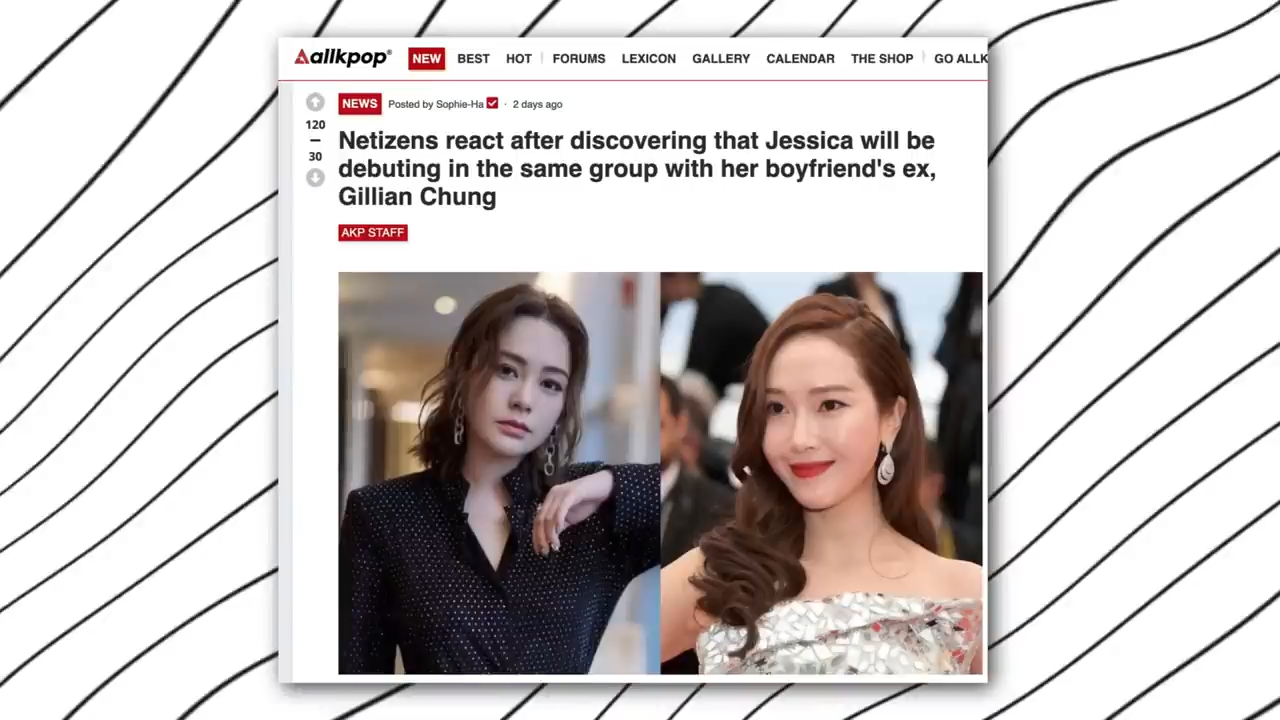 allkpop® NEW BEST HOT FORUMS LEXICON GALLERY CALENDAR THE SHOP GO ALLK
NEWS Posted by Sophie-Ha · 2 days ago
120
30
Netizens react after discovering that Jessica will be
debuting in the same group with her boyfriend's ex,
Gillian Chung
AKP STAFF